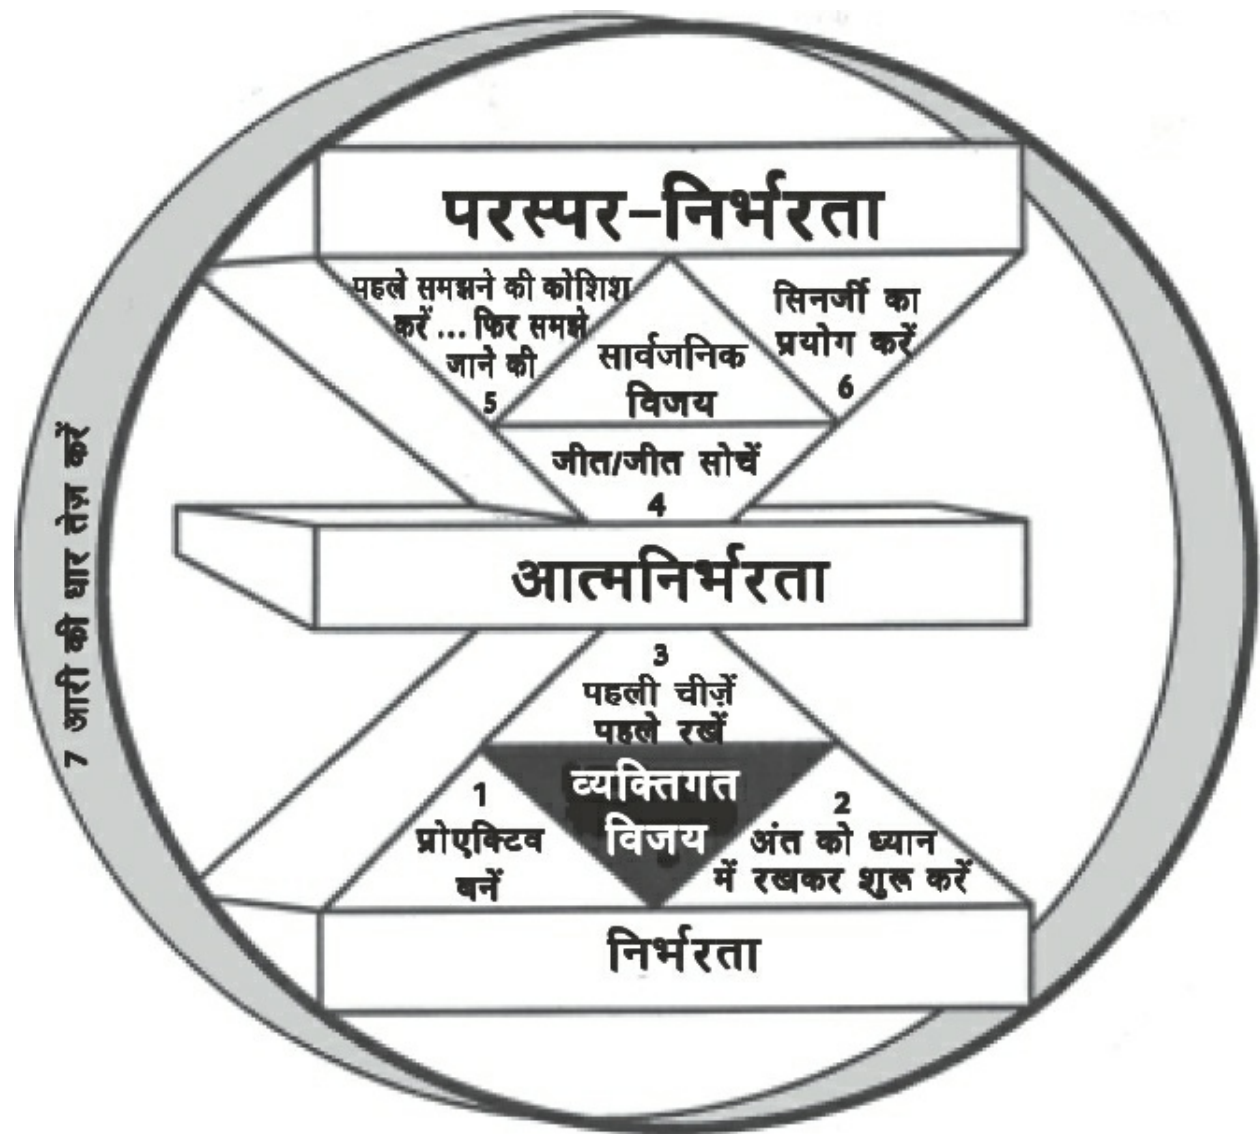 परस्पर-निर्भरता
पहले समझने की कोशिश
करें ... फिर समझे
जाने की
5
सार्वजनिक
विजय
सिनर्जी का
प्रयोग करें
6
जीत/जीत सोचें
4
आत्मनिर्भरता
3
पहली चीज़ें
पहले रखें
व्यक्तिगत
विजय
1
प्रोएक्टिव
बनें
2
अंत को ध्यान
में रखकर शुरू करें
निर्भरता
7 आरी की धार तेज़ करें